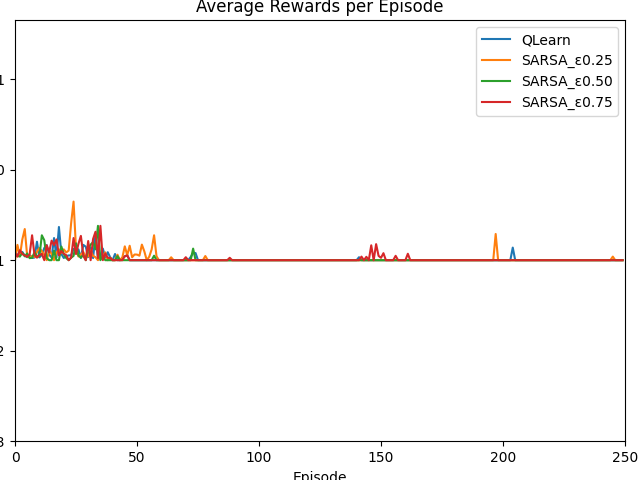 Average Rewards per Episode
QLearn
SARSA_ε0.25
SARSA_ε0.50
SARSA_ε0.75
1
0
1
2
3
0 50 100 150 200 250
Episode